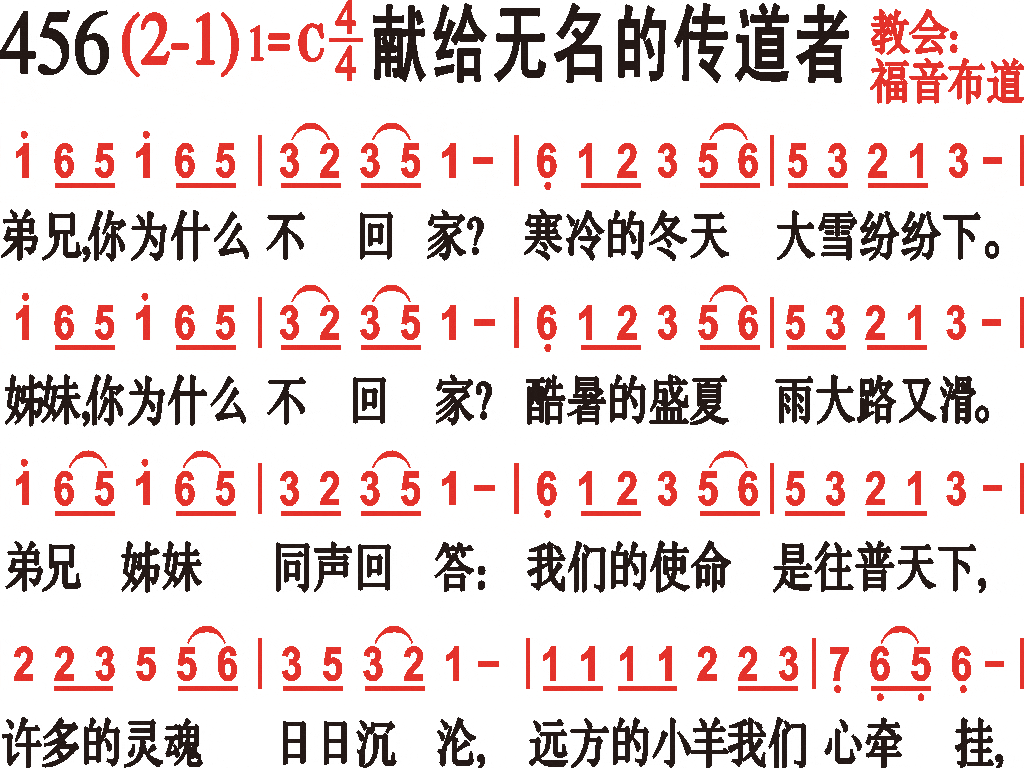 456 (2-1) 1=C 4/4 献给无名的传道者 教会:
福音布道
1 6 5 1 6 5 | 3 2 3 5 1 - | 6 1 2 3 5 6 | 5 3 2 1 3 - |
弟兄,你为什么 不 回 家? 寒冷的冬天 大雪纷纷下。
1 6 5 1 6 5 | 3 2 3 5 1 - | 6 1 2 3 5 6 | 5 3 2 1 3 - |
姊妹,你为什么 不 回 家? 酷暑的盛夏 雨大路又滑。
1 6 5 1 6 5 | 3 2 3 5 1 - | 6 1 2 3 5 6 | 5 3 2 1 3 - |
弟兄 姊妹 同声回 答: 我们的使命 是往普天下,
2 2 3 5 5 6 | 3 5 3 2 1 - | 1 1 1 1 2 2 3 | 7 6 5 6 - |
许多的灵魂 日日沉 沦, 远方的小羊我们 心牵 挂,